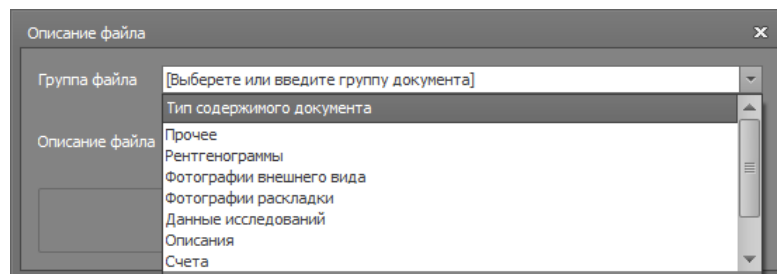 Описание файла
Группа файла [Выберете или введите группу документа]
Тип содержимого документа
Описание файла
Прочее
Рентгенограммы
Фотографии внешнего вида
Фотографии раскладки
Данные исследований
Описания
Счета